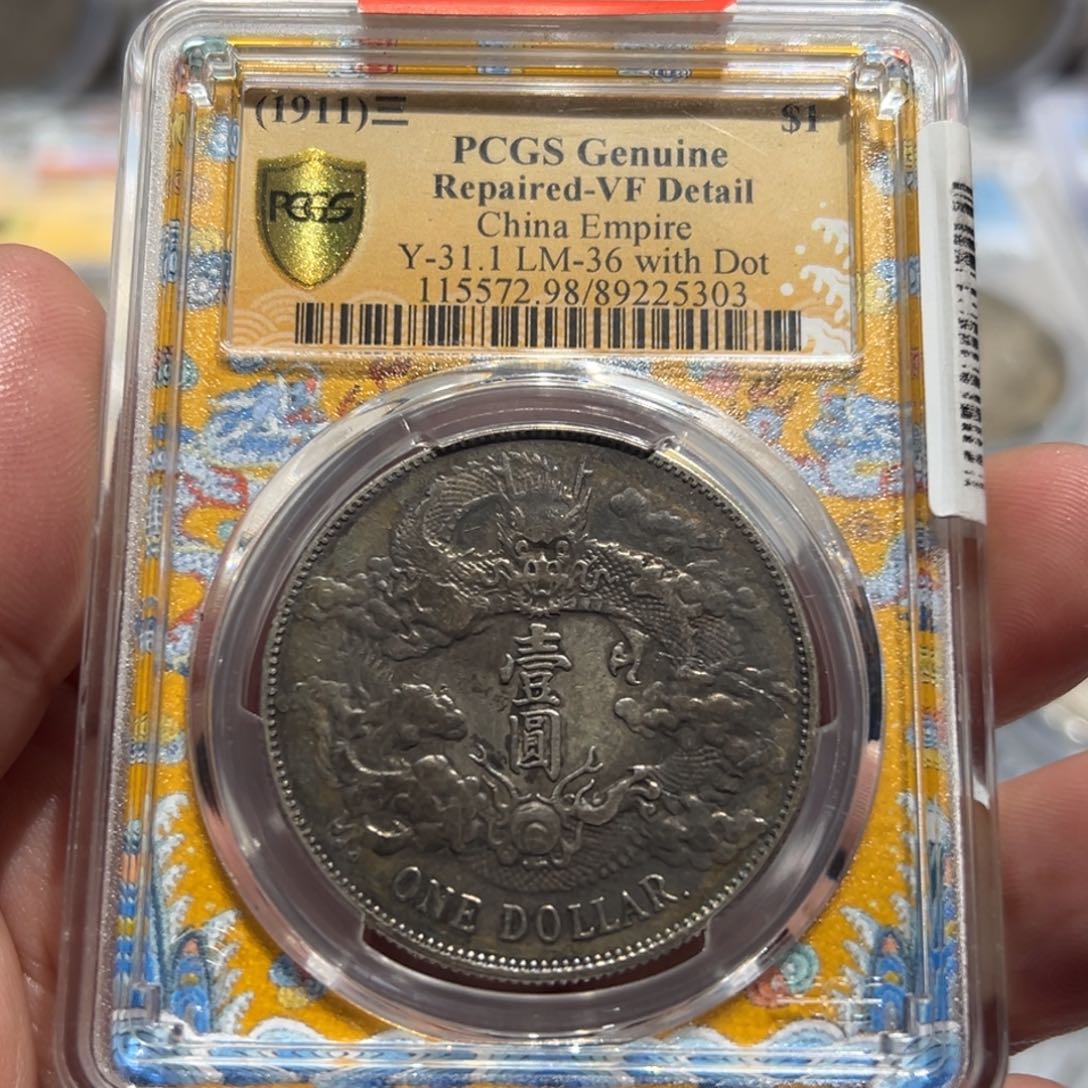 (1911)三 $1
PCGS Genuine
Repaired-VF Detail
China Empire
Y-31.1 LM-36 with Dot
115572.98/89225303
PCGS
壹
圓
ONE DOLLAR.